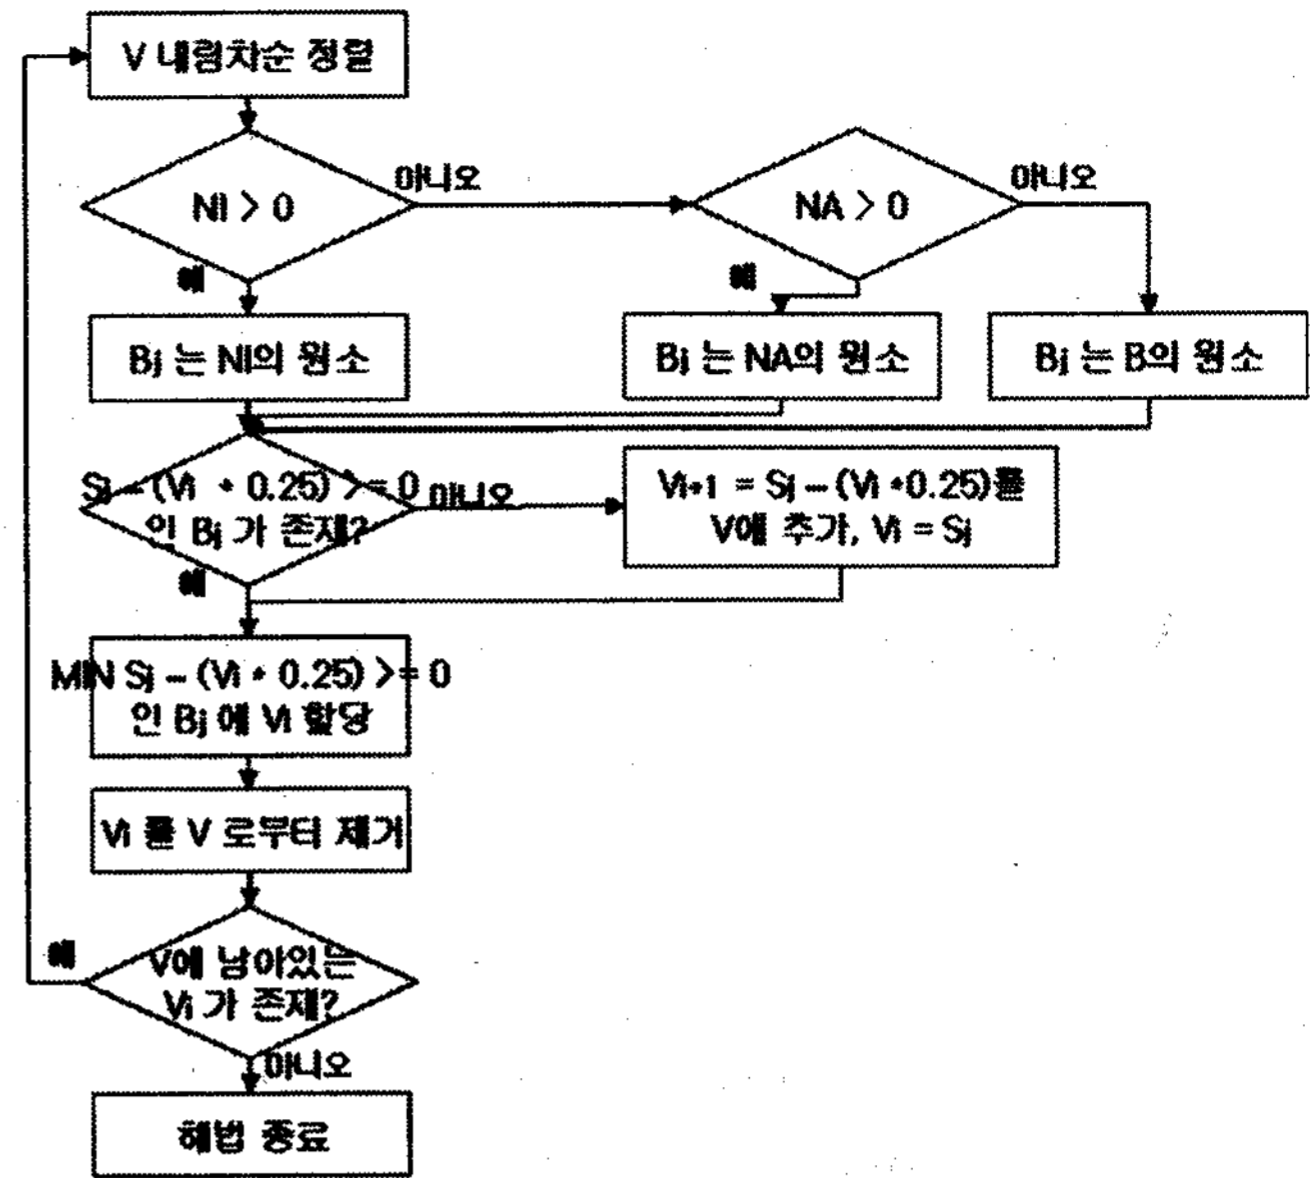 V 내림차순 정렬
NI > 0
아니오
NA > 0
아니오
예
예
Bj 는 NI의 원소
Bj 는 NA의 원소
Bj 는 B의 원소
Sj - (Vi * 0.25) >= 0
인 Bj 가 존재?
아니오
Vi+1 = Sj - (Vi *0.25)를
V에 추가, Vi = Sj
예
MIN Sj - (Vi * 0.25) >= 0
인 Bj 에 Vi 할당
Vi 를 V 로부터 제거
예
V에 남아있는
Vi 가 존재?
아니오
해법 종료